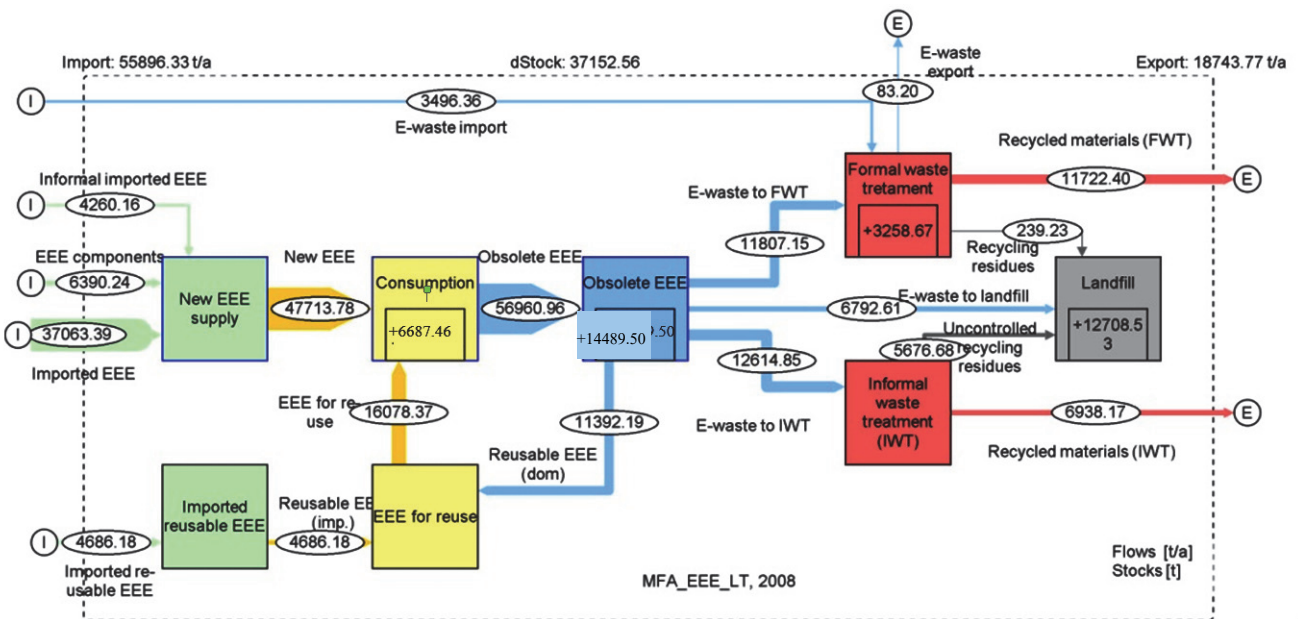 E
Import: 55896.33 t/a
dStock: 37152.56
E-waste
export
Export: 18743.77 t/a
I
3496.36
83.20
E-waste import
Recycled materials (FWT)
Informal imported EEE
I
4260.16
E-waste to FWT
Formal waste
tretament
11722.40
E
+3258.67
239.23
Recycling
residues
11807.15
EEE components
I
6390.24
New EEE
supply
New EEE
47713.78
Consumption
+6687.46
Obsolete EEE
56960.96
Obsolete EEE
+14489.50
9.50
6792.61
E-waste to landfill
Landfill
+12708.5
3
I
37063.39
Imported EEE
12614.85
5676.68
Uncontrolled
recycling
residues
EEE for re-
use
16078.37
11392.19
E-waste to IWT
Informal
waste
treatment
(IWT)
6938.17
E
Recycled materials (IWT)
Reusable EEE
(dom)
Imported
reusable EEE
Reusable EE
(imp.)
4686.18
EEE for reuse
I
4686.18
Imported re-
usable EEE
MFA_EEE_LT, 2008
Flows [t/a]
Stocks [t]